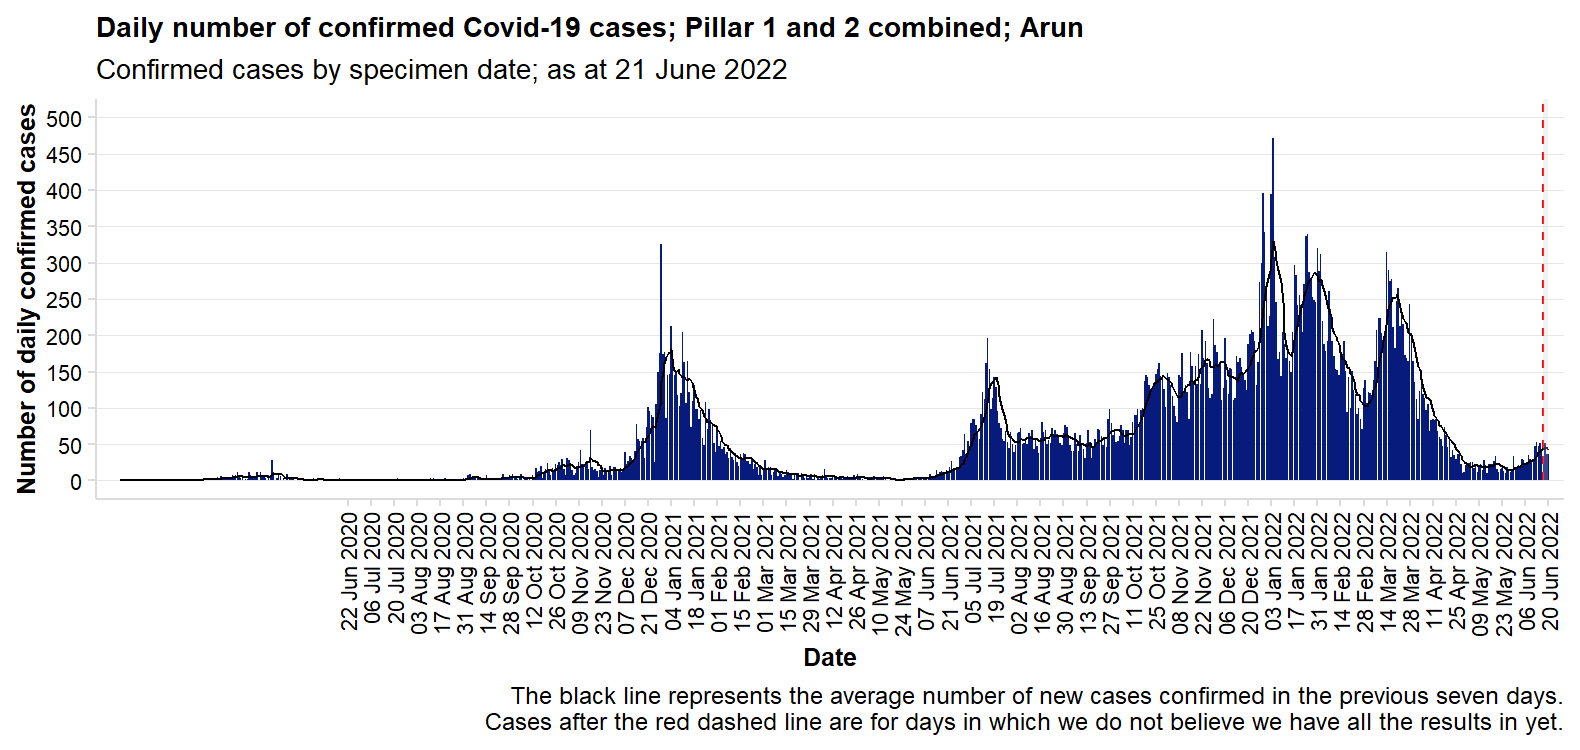 Daily number of confirmed Covid-19 cases; Pillar 1 and 2 combined; Arun
Confirmed cases by specimen date; as at 21 June 2022
Number of daily confirmed cases
500
450
400
350
300
250
200
150
100
50
0
22 Jun 2020
06 Jul 2020
20 Jul 2020
03 Aug 2020
17 Aug 2020
31 Aug 2020
14 Sep 2020
28 Sep 2020
12 Oct 2020
26 Oct 2020
09 Nov 2020
23 Nov 2020
07 Dec 2020
21 Dec 2020
04 Jan 2021
18 Jan 2021
01 Feb 2021
15 Feb 2021
01 Mar 2021
15 Mar 2021
29 Mar 2021
12 Apr 2021
26 Apr 2021
10 May 2021
24 May 2021
07 Jun 2021
21 Jun 2021
05 Jul 2021
19 Jul 2021
02 Aug 2021
16 Aug 2021
30 Aug 2021
13 Sep 2021
27 Sep 2021
11 Oct 2021
25 Oct 2021
08 Nov 2021
22 Nov 2021
06 Dec 2021
20 Dec 2021
03 Jan 2022
17 Jan 2022
31 Jan 2022
14 Feb 2022
28 Feb 2022
14 Mar 2022
28 Mar 2022
11 Apr 2022
25 Apr 2022
09 May 2022
23 May 2022
06 Jun 2022
20 Jun 2022
Date
The black line represents the average number of new cases confirmed in the previous seven days.
Cases after the red dashed line are for days in which we do not believe we have all the results in yet.